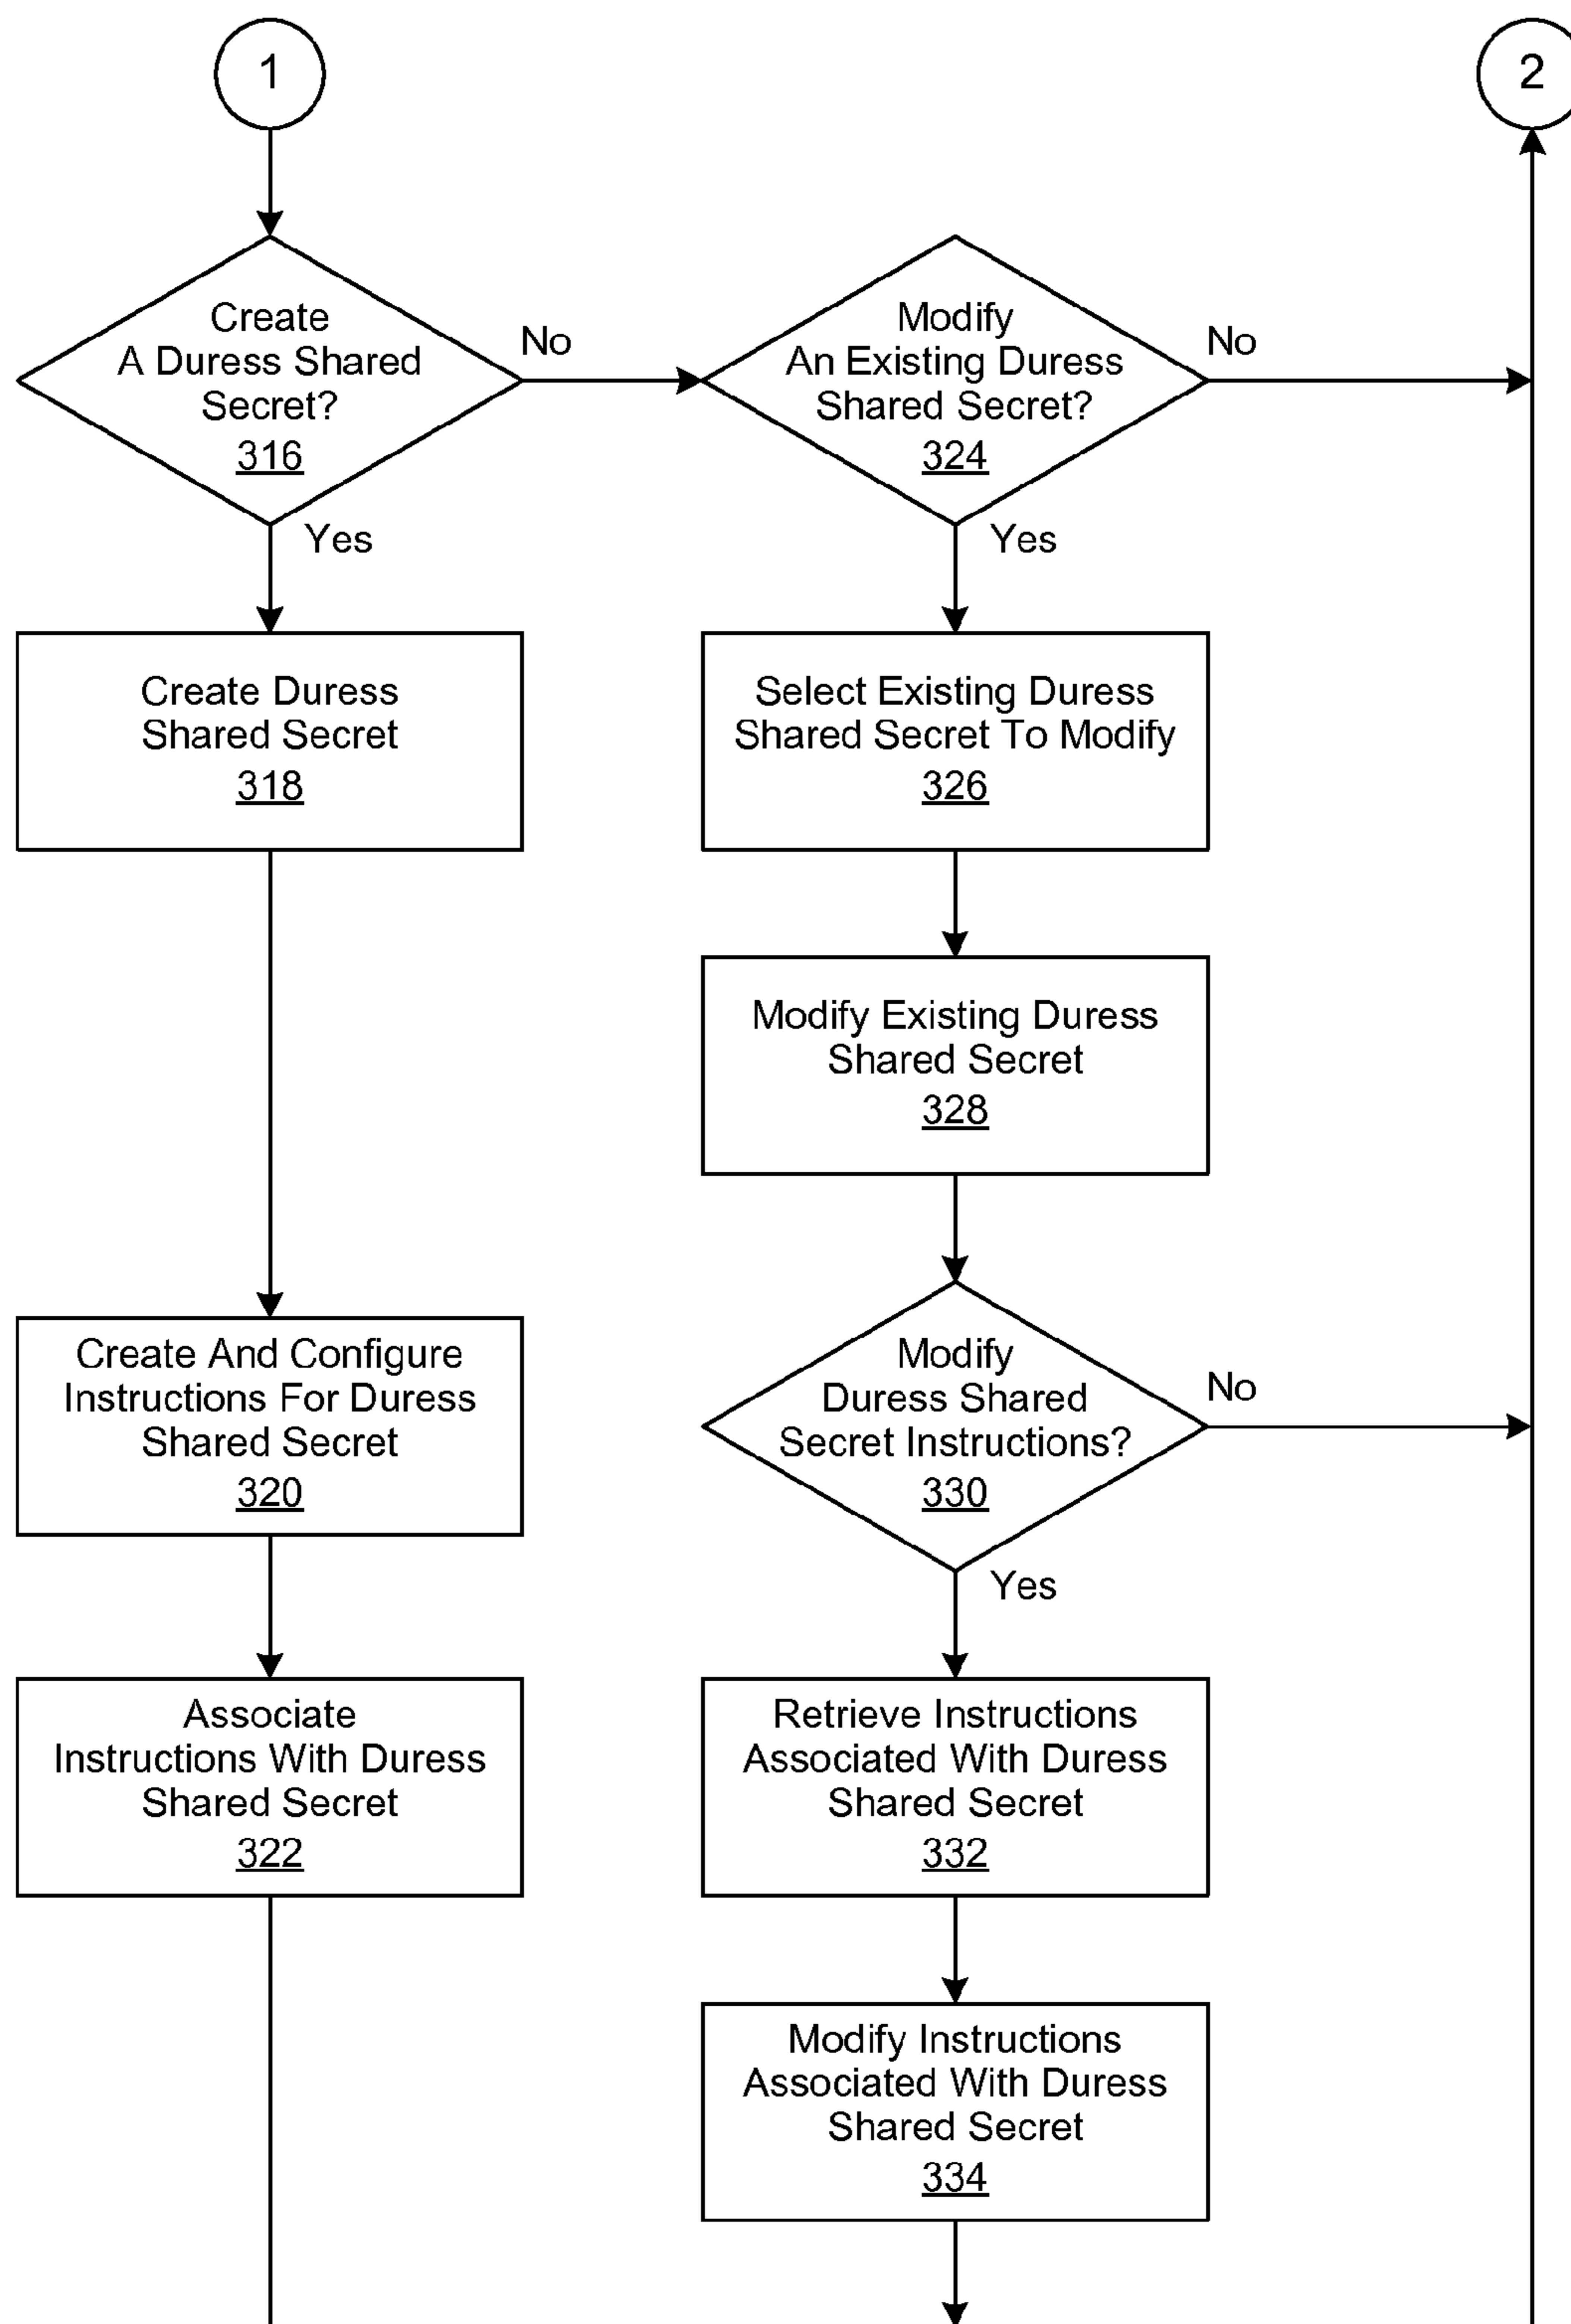 1
2
Create
A Duress Shared
Secret?
316
No
Modify
An Existing Duress
Shared Secret?
324
No
Yes
Yes
Create Duress
Shared Secret
318
Select Existing Duress
Shared Secret To Modify
326
Modify Existing Duress
Shared Secret
328
Create And Configure
Instructions For Duress
Shared Secret
320
Modify
Duress Shared
Secret Instructions?
330
No
Yes
Associate
Instructions With Duress
Shared Secret
322
Retrieve Instructions
Associated With Duress
Shared Secret
332
Modify Instructions
Associated With Duress
Shared Secret
334